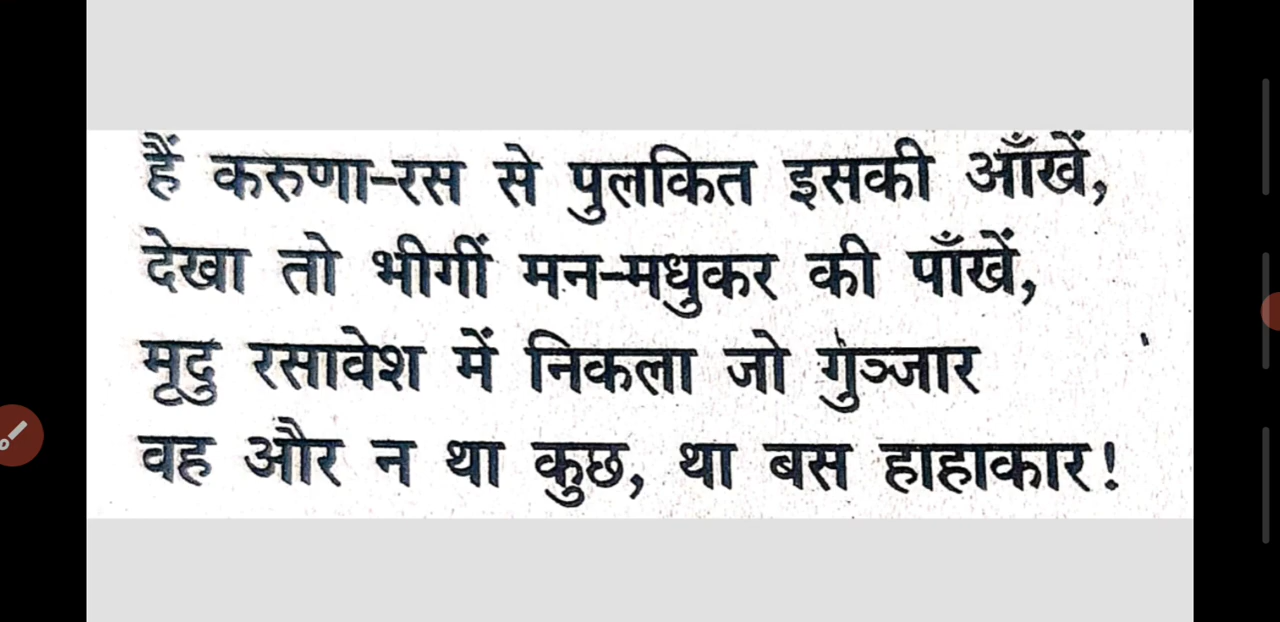 हैं करुणा-रस से पुलकित इसकी आँखें,
देखा तो भीगीं मन-मधुकर की पाँखें,
मृदु रसावेश में निकला जो गुंञ्जार
वह और न था कुछ, था बस हाहाकार!